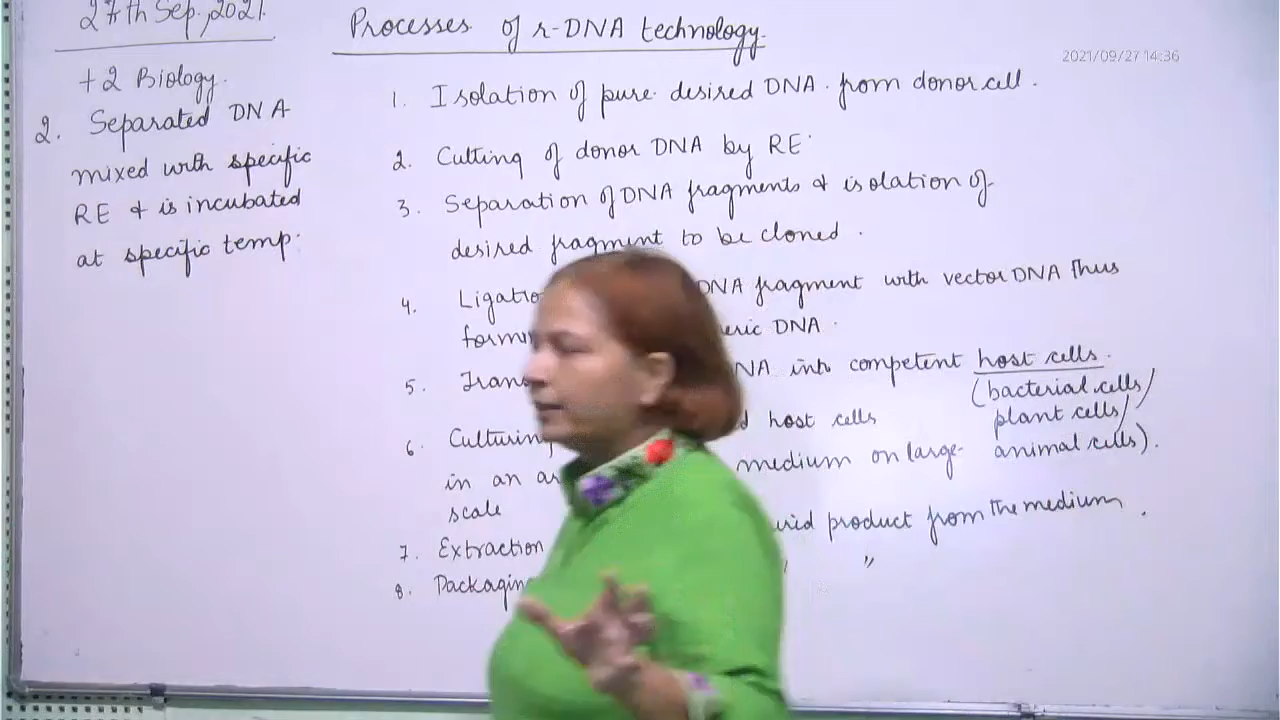 27th Sep., 2021.
+2 Biology.
2. Separated DNA
mixed with specific
RE & is incubated
at specific temp.
Processes of r-DNA technology.
2021/09/27 14:36
1. Isolation of pure desired DNA from donor cell.
2. Cutting of donor DNA by RE
3. Separation of DNA fragments & isolation of
desired fragment to be cloned.
4. DNA fragment with vector DNA thus
DNA.
5. into competent host cells.
(bacterial cells/
plant cells/
animal cells).
6. host cells
in an medium on large
scale
7. Extraction product from the medium.
8. " "